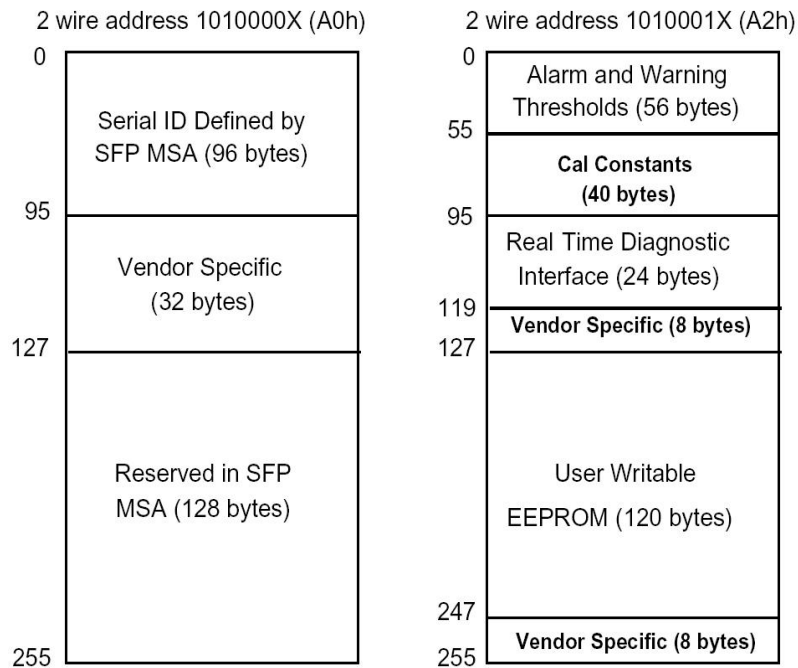 2 wire address 1010000X (A0h)
0
Serial ID Defined by
SFP MSA (96 bytes)
95
Vendor Specific
(32 bytes)
127
Reserved in SFP
MSA (128 bytes)
255
2 wire address 1010001X (A2h)
0
Alarm and Warning
Thresholds (56 bytes)
55
Cal Constants
(40 bytes)
95
Real Time Diagnostic
Interface (24 bytes)
119
Vendor Specific (8 bytes)
127
User Writable
EEPROM (120 bytes)
247
Vendor Specific (8 bytes)
255